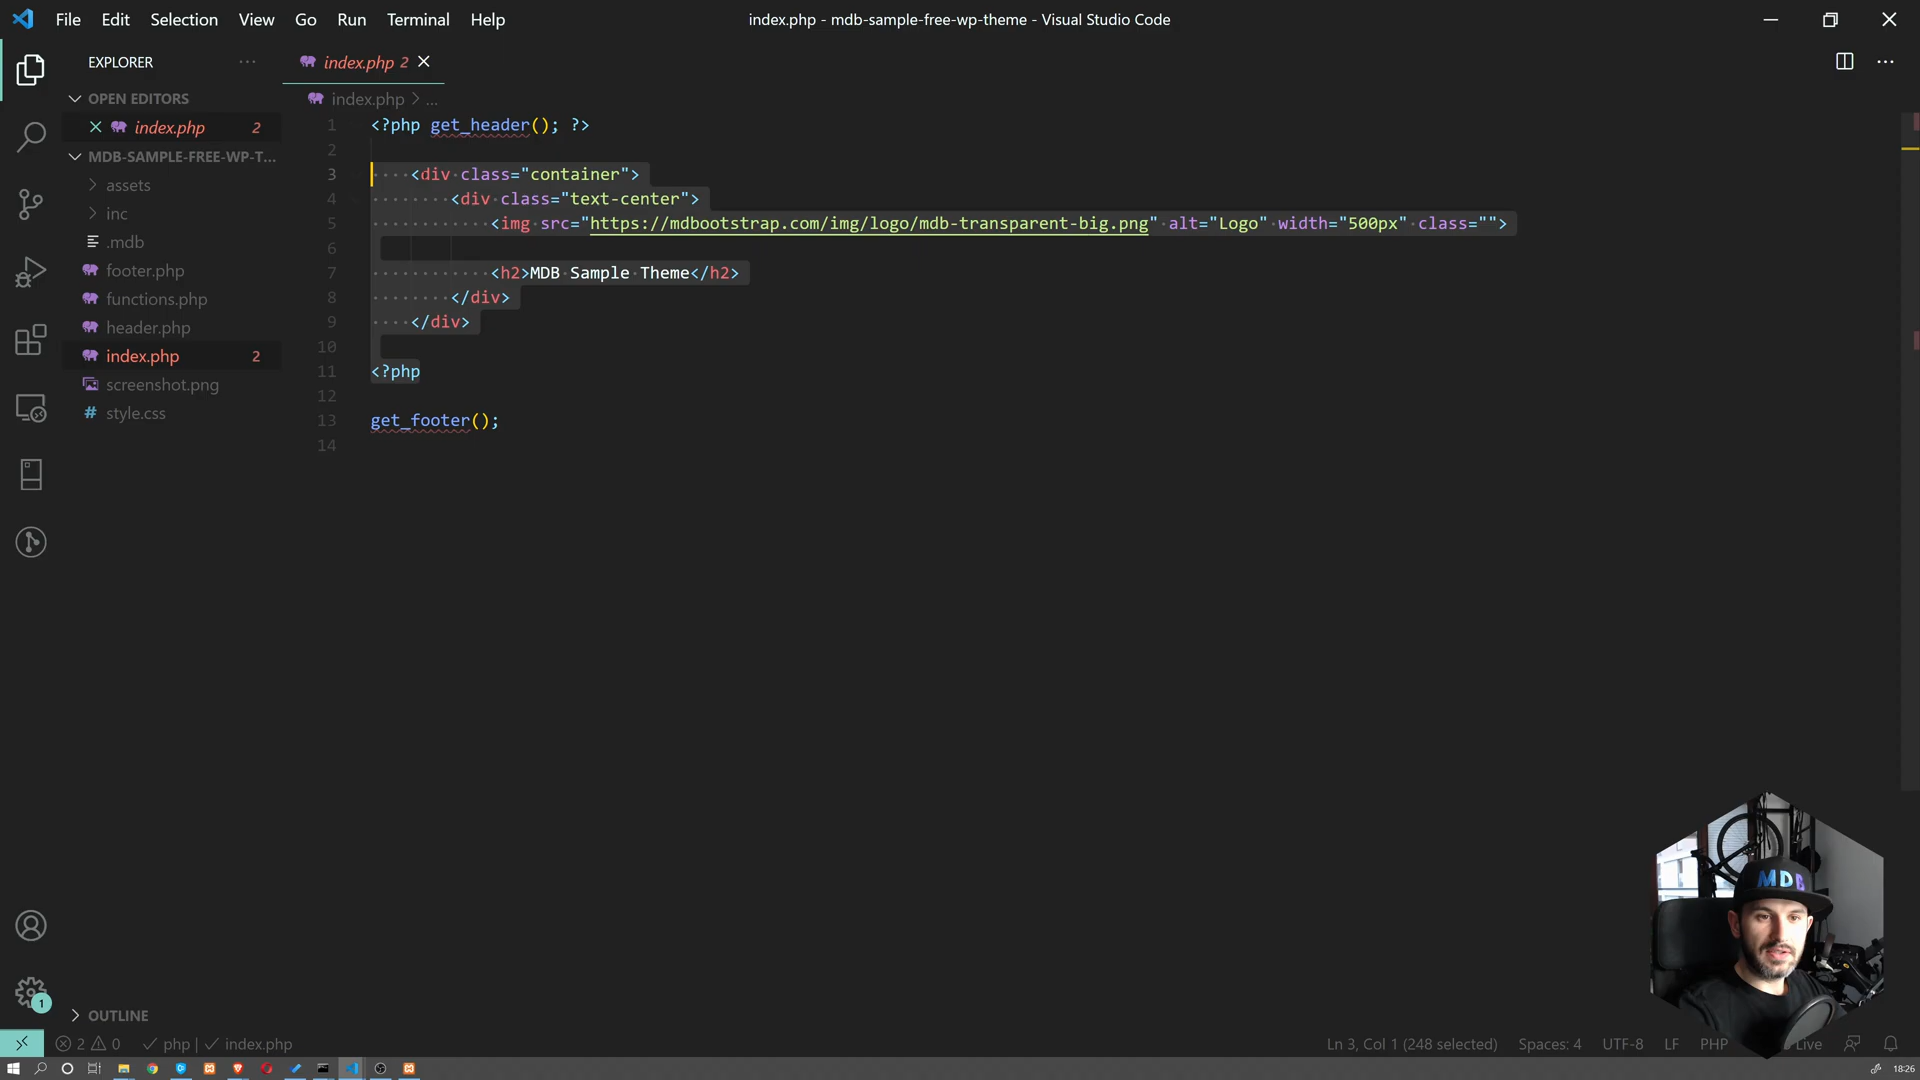 File Edit Selection View Go Run Terminal Help
index.php - mdb-sample-free-wp-theme - Visual Studio Code
EXPLORER
OPEN EDITORS
index.php 2
MDB-SAMPLE-FREE-WP-T...
assets
inc
.mdb
footer.php
functions.php
header.php
index.php 2
screenshot.png
style.css
OUTLINE
index.php 2
index.php > ...
1 <?php get_header(); ?>
2
3 <div class="container">
4 <div class="text-center">
5 <img src="https://mdbootstrap.com/img/logo/mdb-transparent-big.png" alt="Logo" width="500px" class="">
6
7 <h2>MDB Sample Theme</h2>
8 </div>
9 </div>
10
11 <?php
12
13 get_footer();
14
MDB
1
2 0 php | index.php
Ln 3, Col 1 (248 selected) Spaces: 4 UTF-8 LF PHP Live
18:26